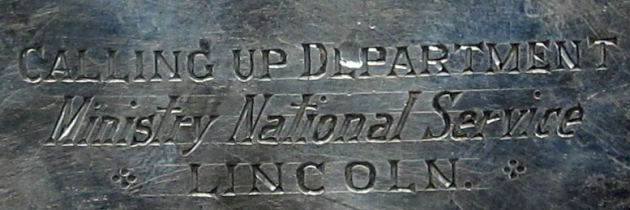 CALLING UP DEPARTMENT
Ministry National Service
LINCOLN.